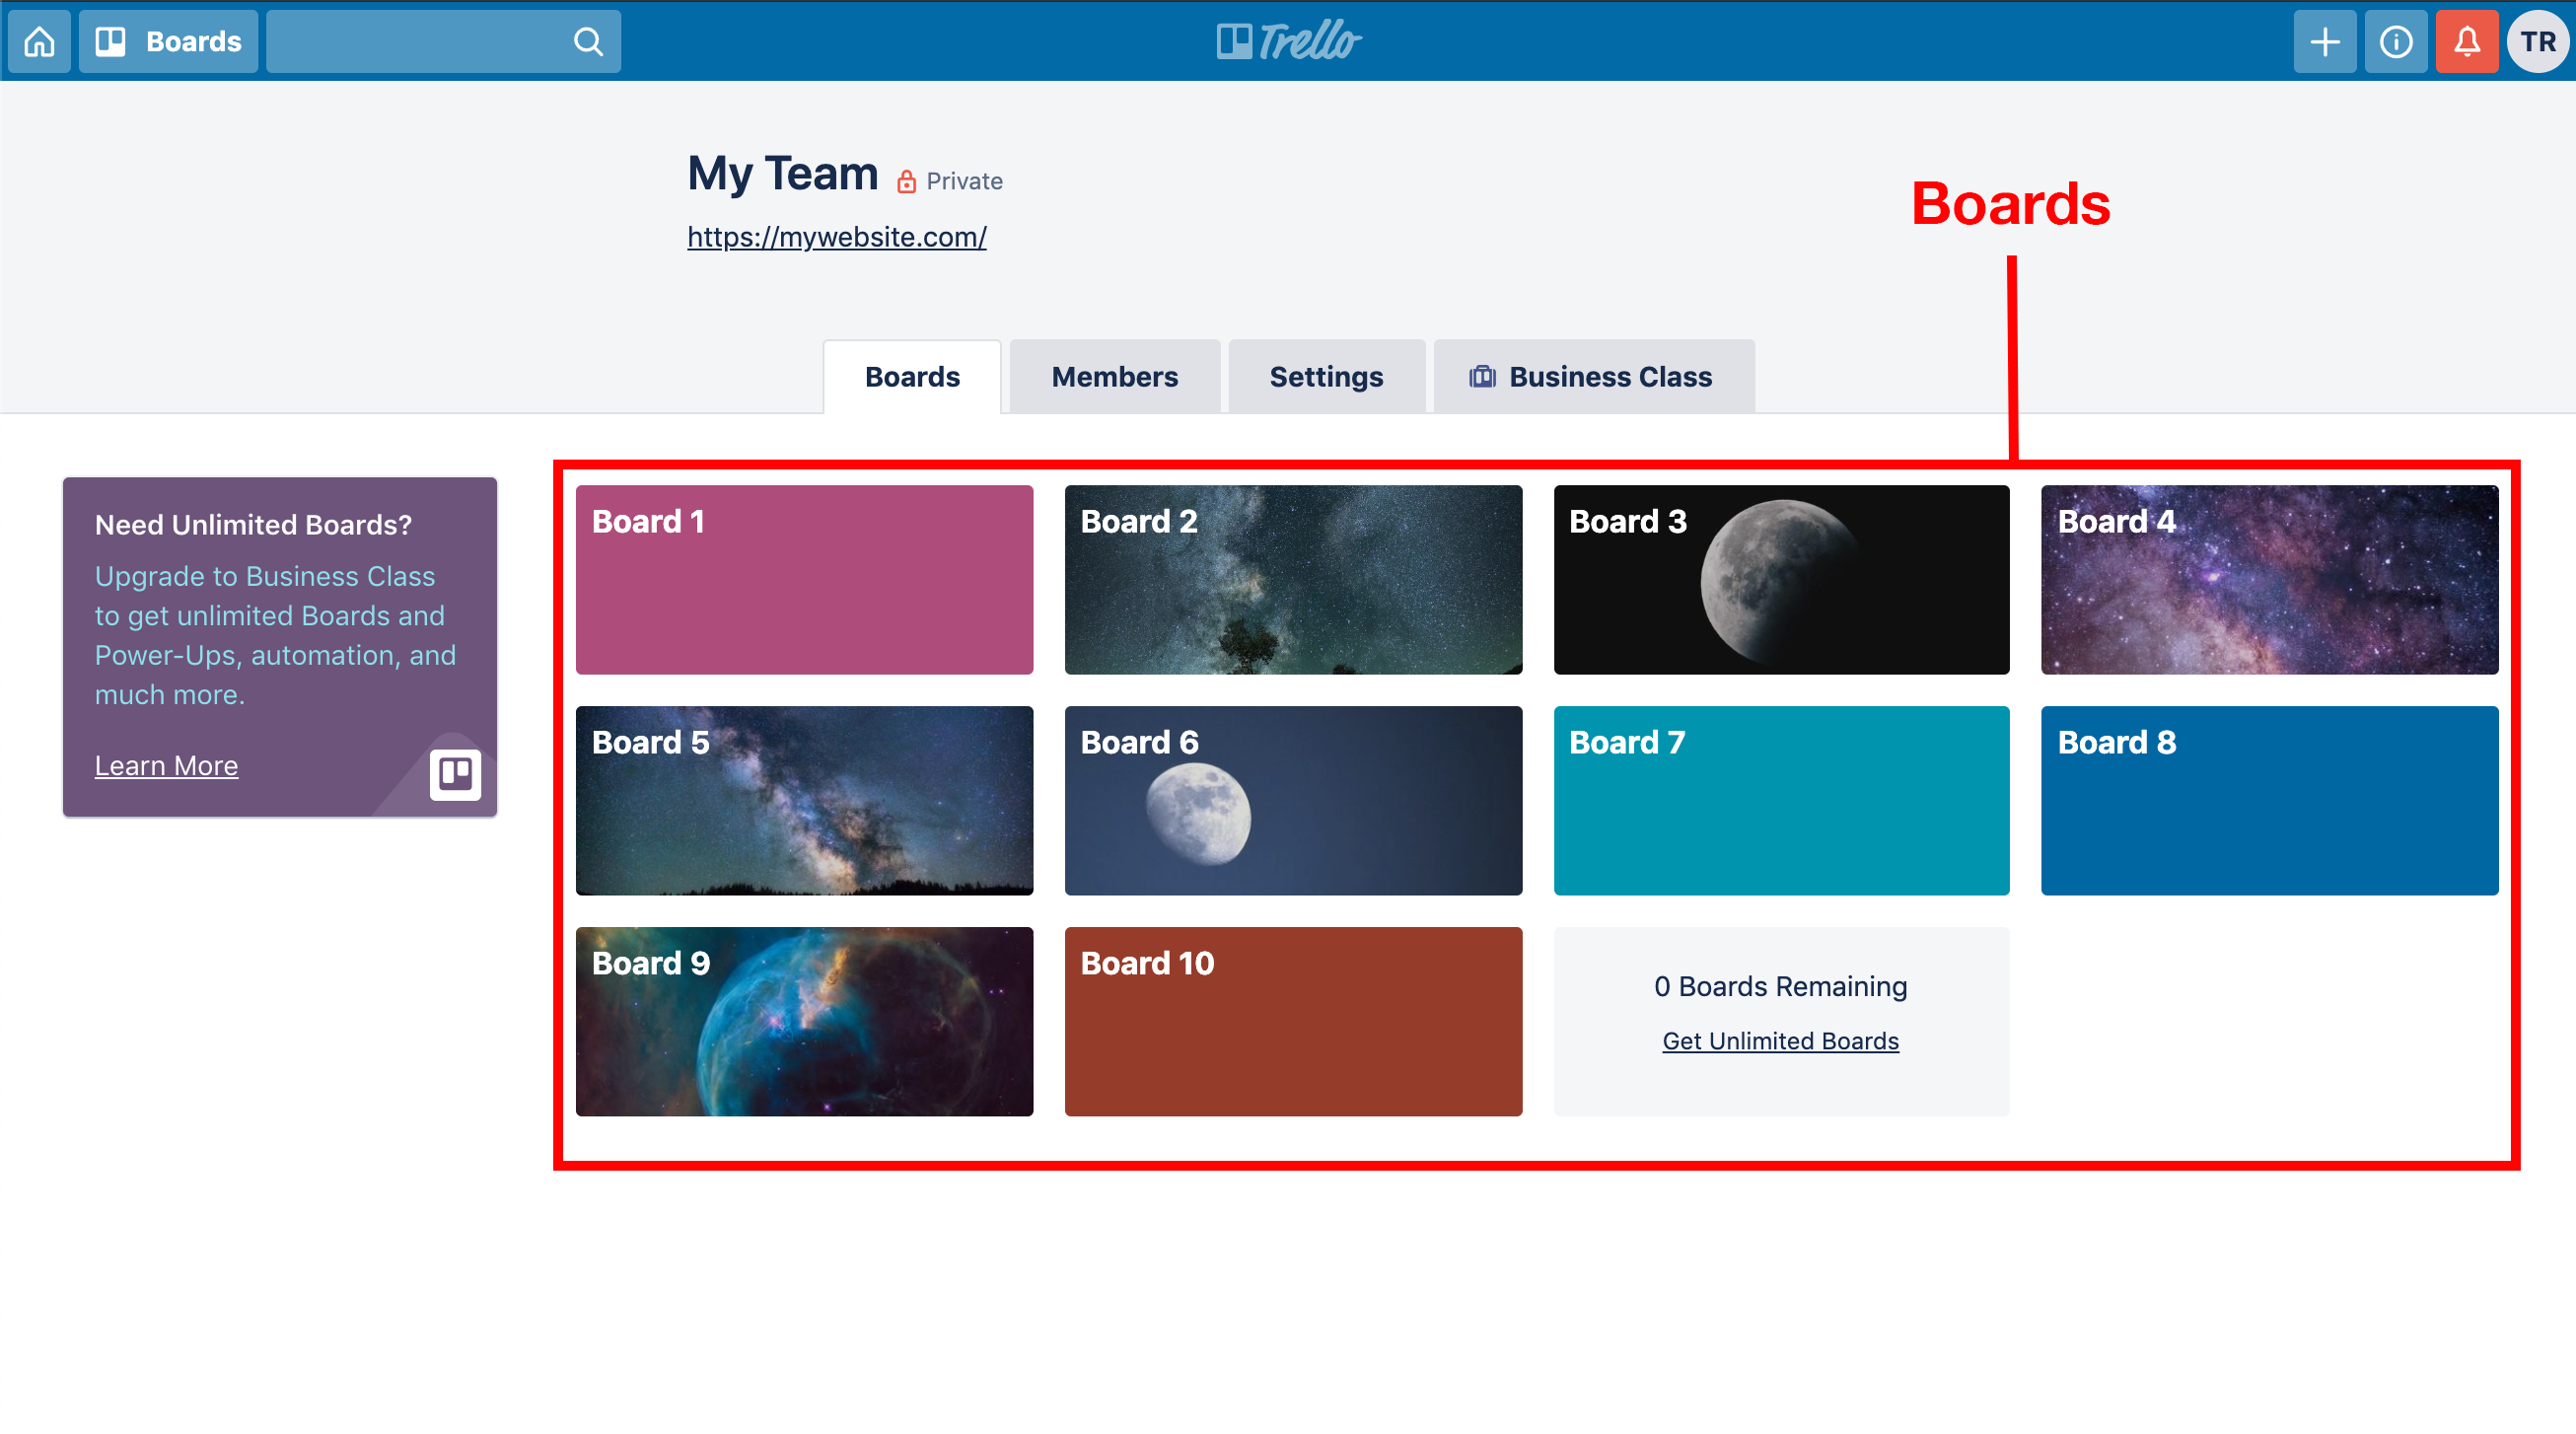 Boards
Trello
TR
My Team
Private
https://mywebsite.com/
Boards
Boards
Members
Settings
Business Class
Need Unlimited Boards?
Upgrade to Business Class
to get unlimited Boards and
Power-Ups, automation, and
much more.
Learn More
Board 1
Board 2
Board 3
Board 4
Board 5
Board 6
Board 7
Board 8
Board 9
Board 10
0 Boards Remaining
Get Unlimited Boards